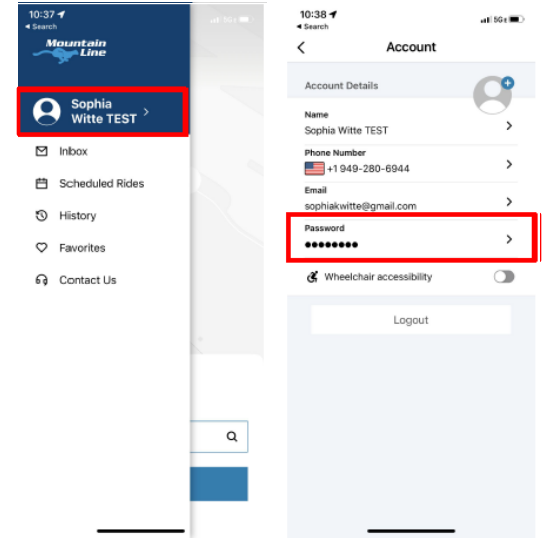 10:37
5G
◄ Search
Mountain
Line
Sophia
Witte TEST
Inbox
Scheduled Rides
History
Favorites
Contact Us
10:38
5G
◄ Search
Account
Account Details
Name
Sophia Witte TEST
Phone Number
+1 949-280-6944
Email
sophiakwitte@gmail.com
Password
●●●●●●●●
Wheelchair accessibility
Logout